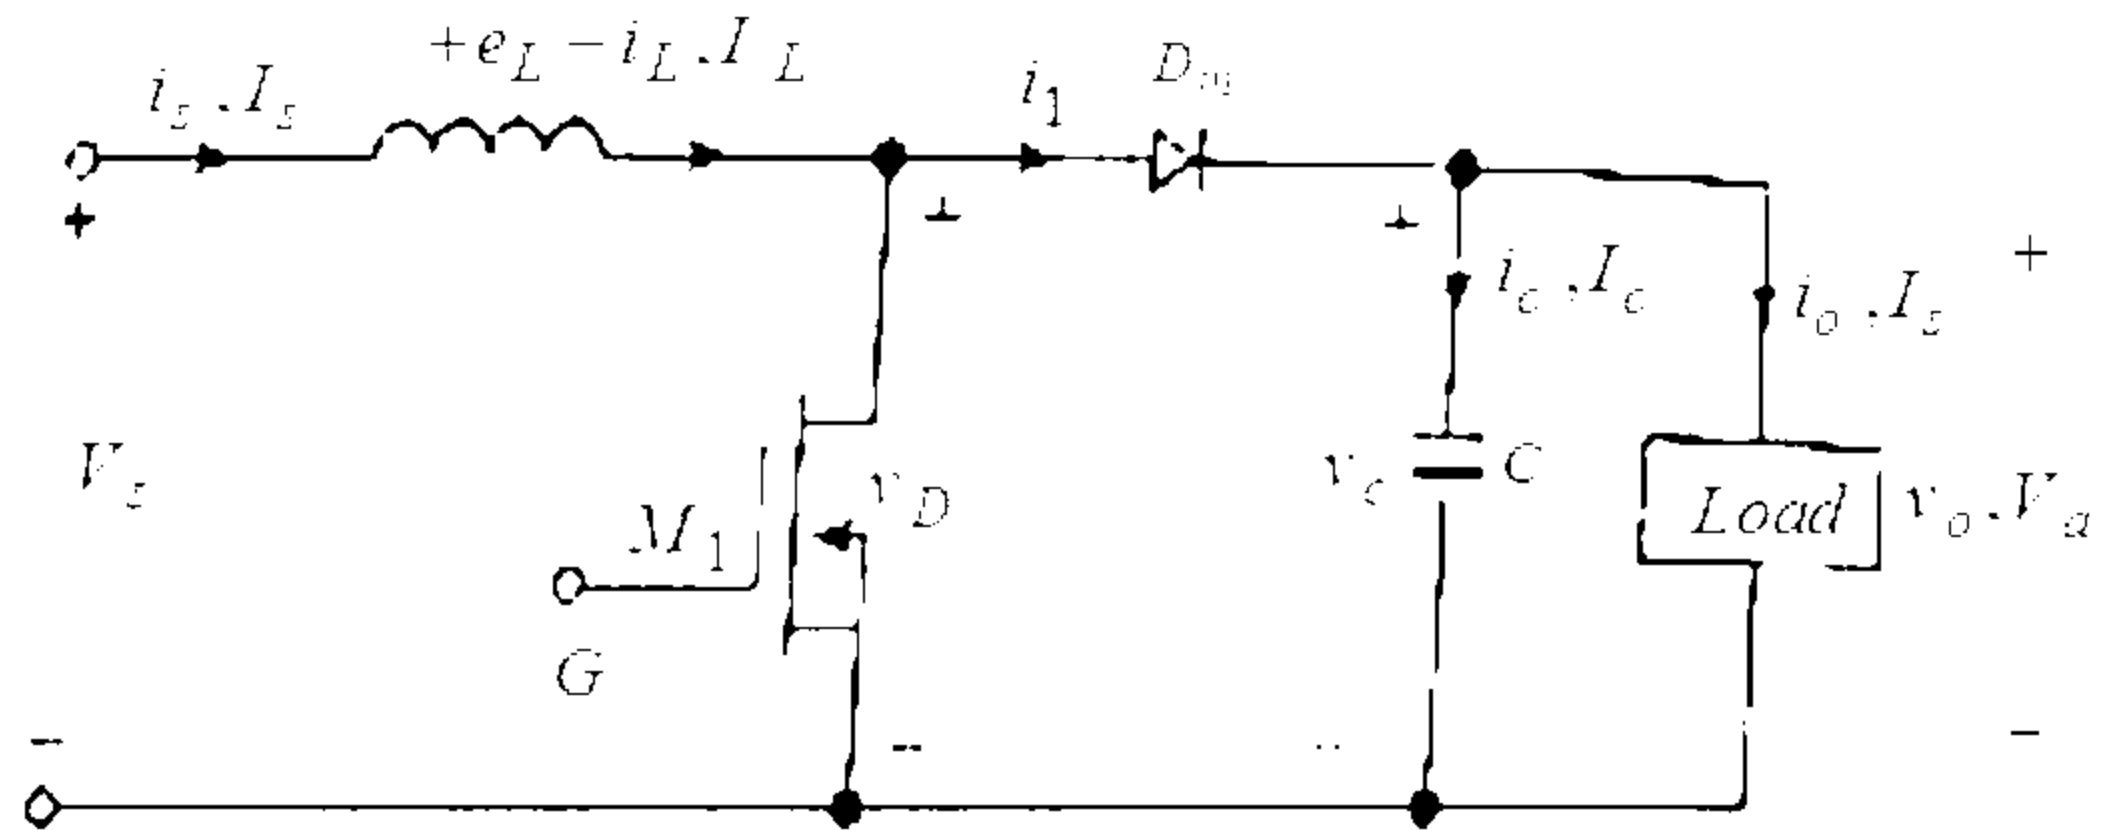 +e_L − i_L , I_L
i_s , I_s
i_1
D_m
+
+
i_c , I_c
i_o , I_s
V_s
v_D
v_c
C
Load
v_o , V_a
M_1
G
−
−
−